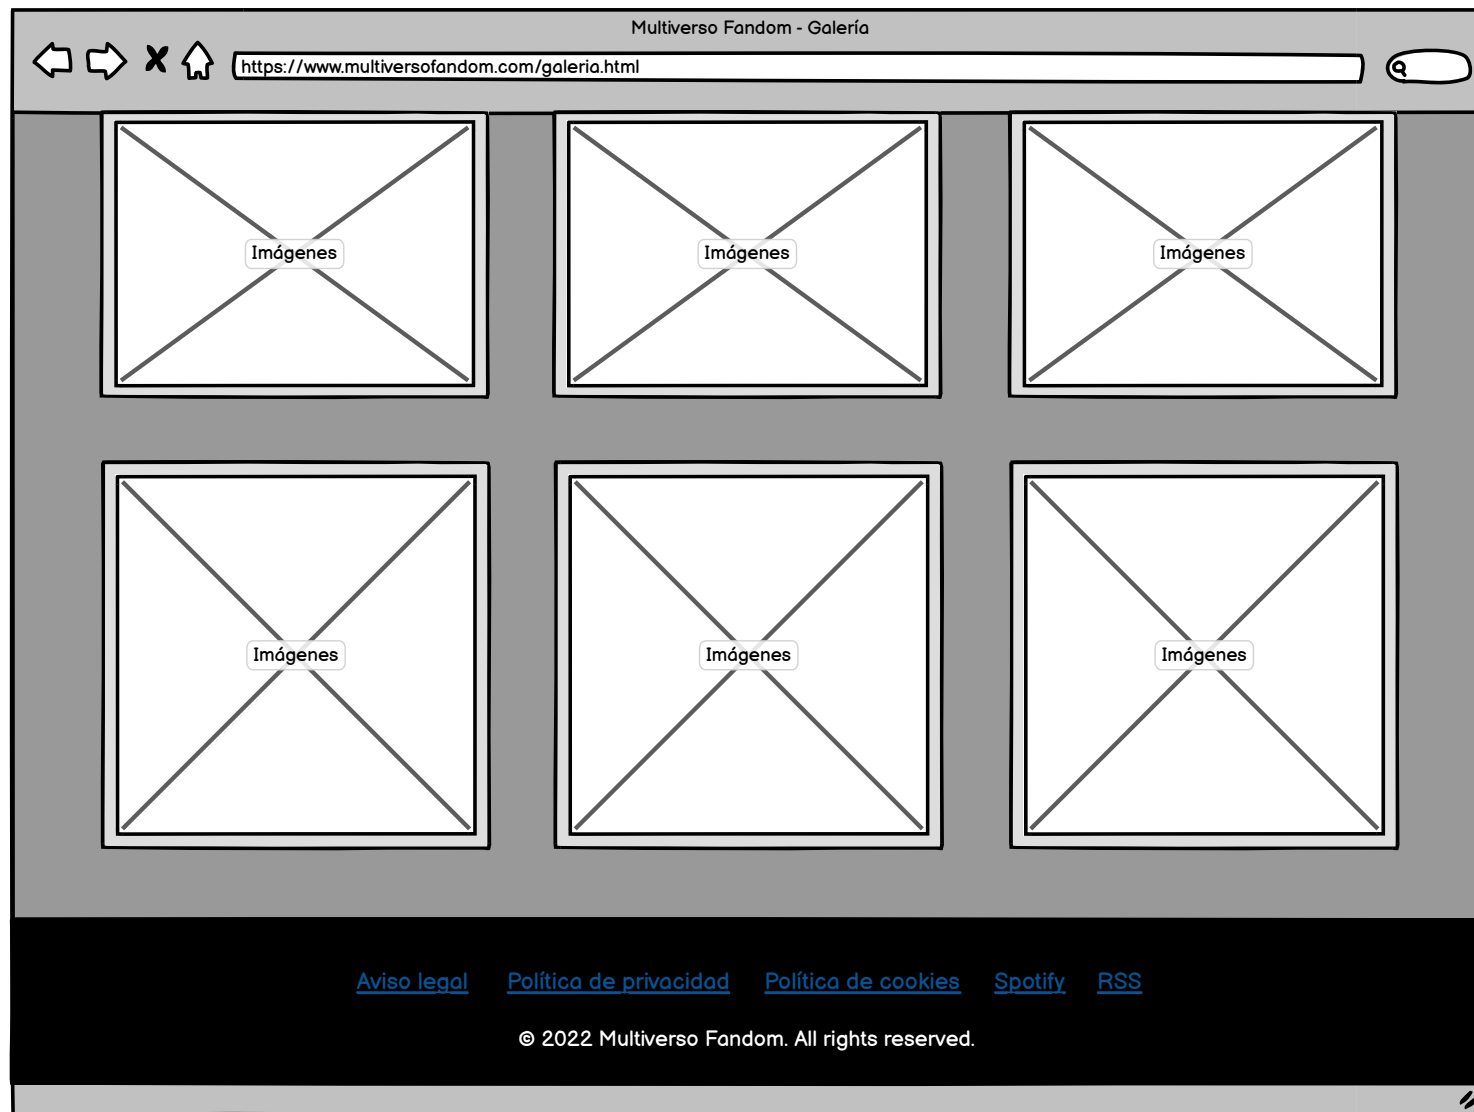 Multiverso Fandom - Galería
https://www.multiversofandom.com/galeria.html
Imágenes Imágenes Imágenes
Imágenes Imágenes Imágenes
Aviso legal Política de privacidad Política de cookies Spotify RSS
© 2022 Multiverso Fandom. All rights reserved.